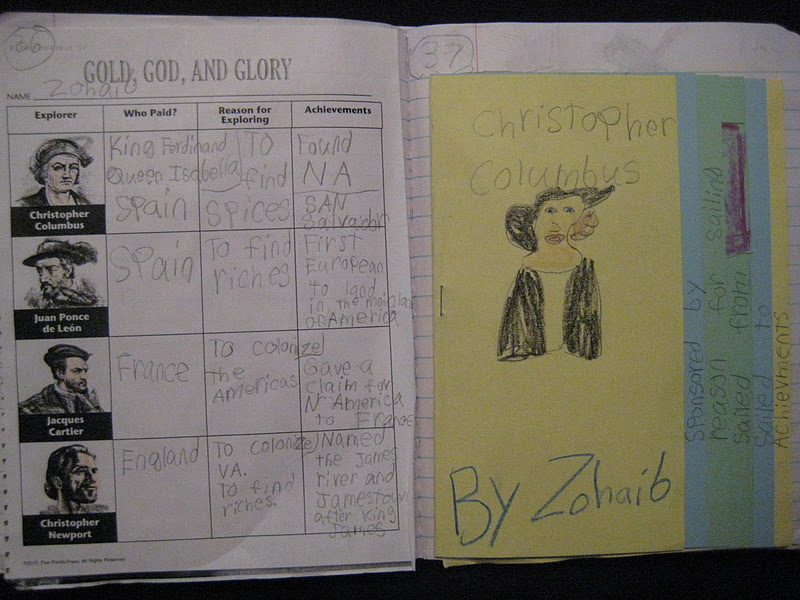 36
GOLD, GOD, AND GLORY
NAME Zohaib
Explorer
Who Paid?
Reason for
Exploring
Achievements
Christopher
Columbus
King Ferdinand
Queen Isabella
Spain
To
find
spices
Found
NA
SAN
Salvador
Juan Ponce
de León
Spain
To find
riches
First
European
to land
in the mainland
of America
Jacques
Cartier
France
To colonize
The
Americas
Gave a
claim for
N America
to France
Christopher
Newport
England
To colonize
VA.
To find
riches.
Named
the James
river and
Jamestown
after King
James
37
Christopher
Columbus
By Zohaib
Sponsored by
reason for sailing
sailed from
Sailed to
Achievments